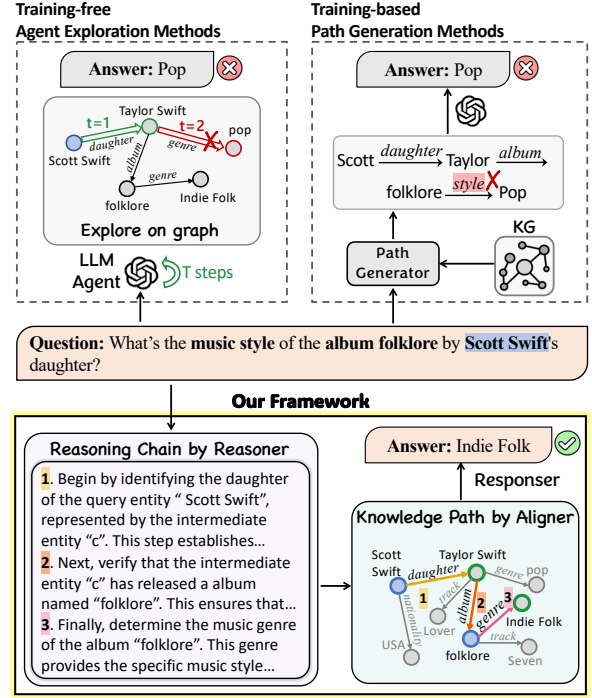 Training-free
Agent Exploration Methods
Training-based
Path Generation Methods
Answer: Pop
Taylor Swift
t=1
t=2
pop
daughter
genre
Scott Swift
album
genre
folklore
Indie Folk
Explore on graph
LLM
Agent
T steps
Answer: Pop
Scott daughter Taylor album
folklore style Pop
KG
Path
Generator
Question: What's the music style of the album folklore by Scott Swift's
daughter?
Our Framework
Reasoning Chain by Reasoner
1. Begin by identifying the daughter
of the query entity “ Scott Swift”,
represented by the intermediate
entity “c”. This step establishes...
2. Next, verify that the intermediate
entity “c” has released a album
named “folklore”. This ensures that...
3. Finally, determine the music genre
of the album “folklore”. This genre
provides the specific music style...
Answer: Indie Folk
Responser
Knowledge Path by Aligner
Scott
Swift
Taylor Swift
daughter
genre
pop
1
track
album
2
genre
3
nationality
Lover
Indie Folk
USA
folklore
track
Seven